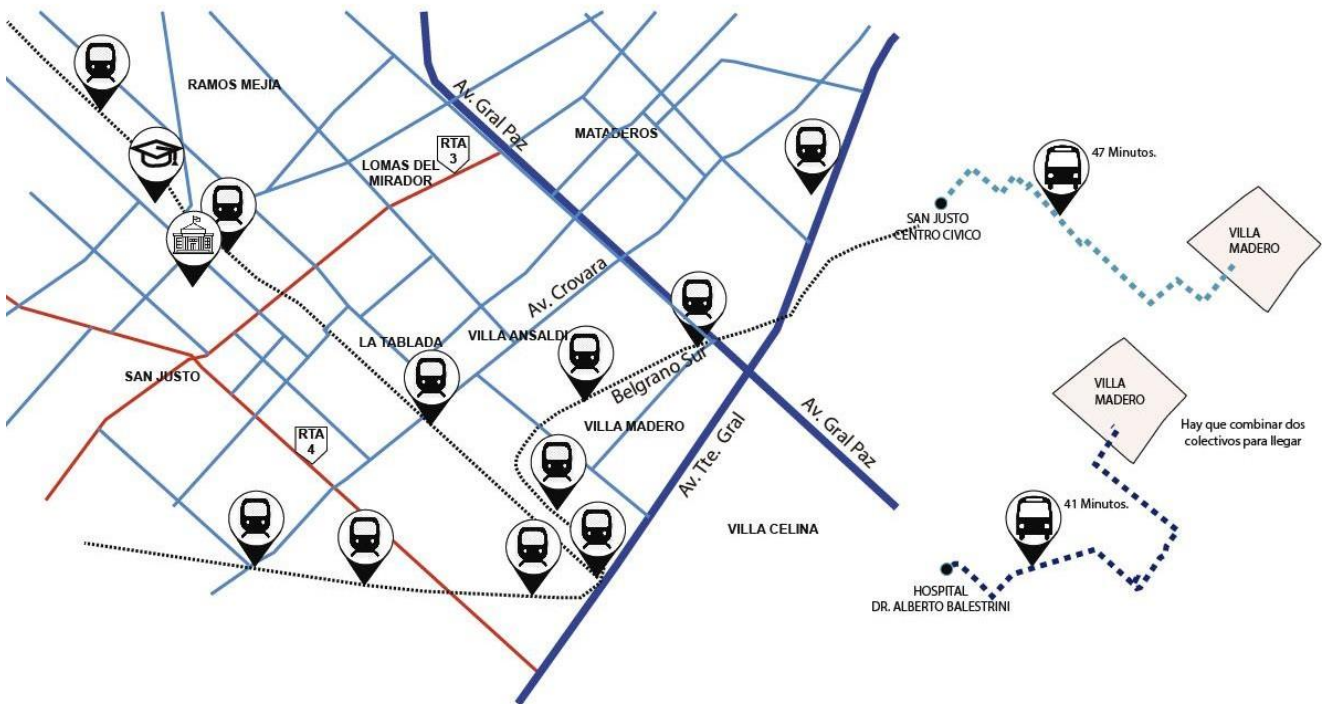 RAMOS MEJIA
Av. Gral Paz
MATADEROS
RTA
3
LOMAS DEL
MIRADOR
Av. Crovara
LA TABLADA
VILLA ANSALDI
SAN JUSTO
Belgrano Sur
VILLA MADERO
RTA
4
Av. Tte. Gral
Av. Gral Paz
VILLA CELINA
47 Minutos.
SAN JUSTO
CENTRO CIVICO
VILLA
MADERO
VILLA
MADERO
Hay que combinar dos
colectivos para llegar
41 Minutos.
HOSPITAL
DR. ALBERTO BALESTRINI